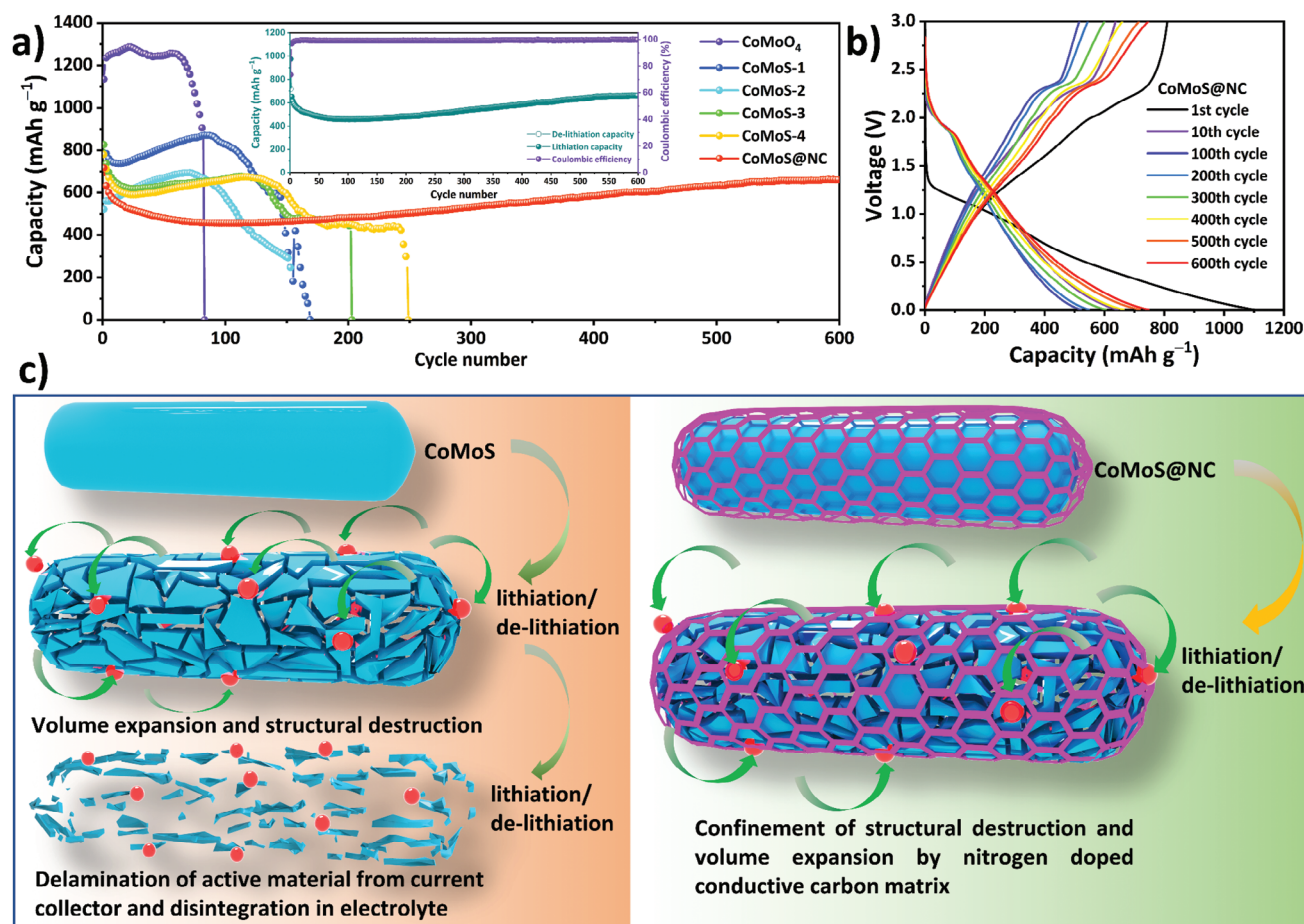 a)
Capacity (mAh g⁻¹)
1400
1200
1000
800
600
400
200
0
0
100
200
300
400
500
600
Cycle number
Capacity (mAh g⁻¹)
1200
1000
800
600
400
200
0
0
50
100
150
200
250
300
350
400
450
500
550
600
Cycle number
100
80
60
40
20
0
Coulombic efficiency (%)
De-lithiation capacity
Lithiation capacity
Coulombic efficiency
CoMoO₄
CoMoS-1
CoMoS-2
CoMoS-3
CoMoS-4
CoMoS@NC
b)
Voltage (V)
3.0
2.5
2.0
1.5
1.0
0.5
0.0
0
200
400
600
800
1000
1200
Capacity (mAh g⁻¹)
CoMoS@NC
1st cycle
10th cycle
100th cycle
200th cycle
300th cycle
400th cycle
500th cycle
600th cycle
c)
CoMoS
lithiation/
de-lithiation
Volume expansion and structural destruction
lithiation/
de-lithiation
Delamination of active material from current
collector and disintegration in electrolyte
CoMoS@NC
lithiation/
de-lithiation
Confinement of structural destruction and
volume expansion by nitrogen doped
conductive carbon matrix